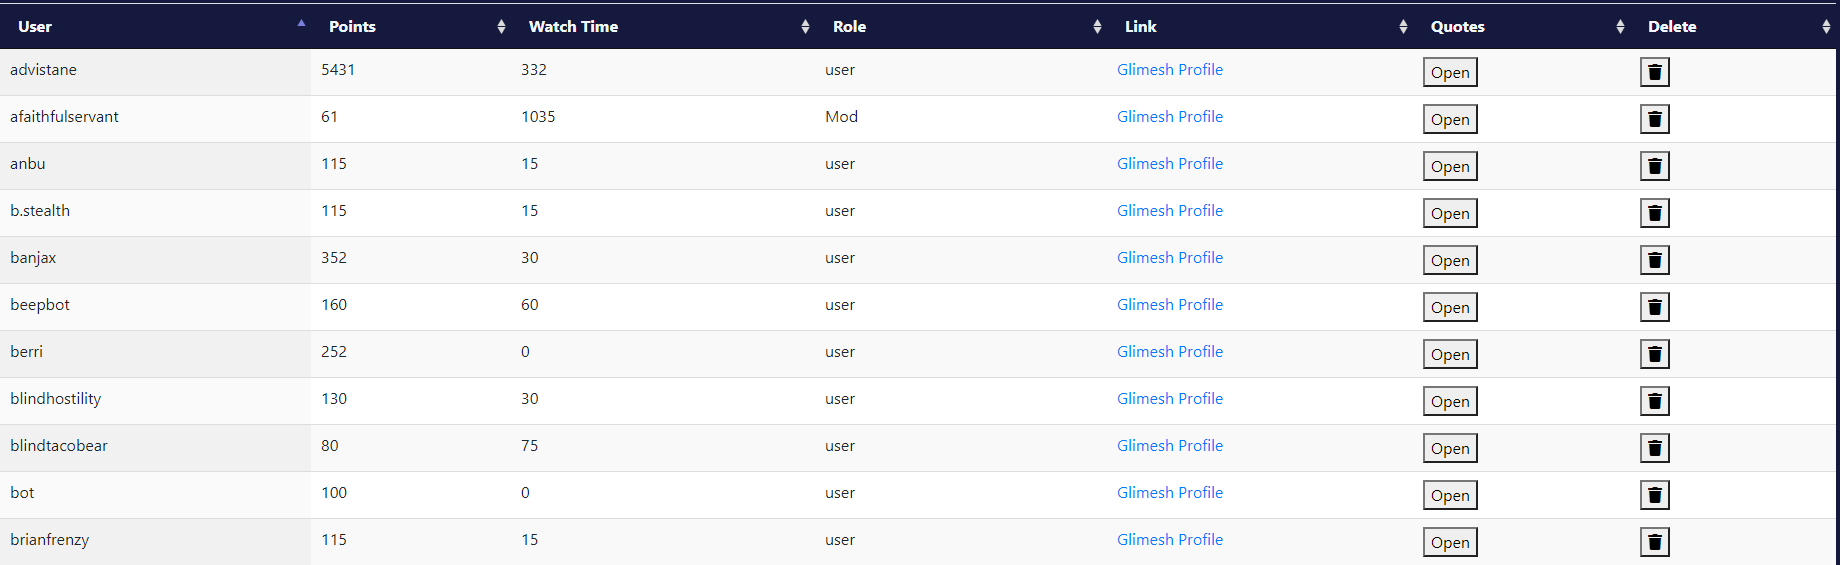 User Points Watch Time Role Link Quotes Delete
advistane 5431 332 user Glimesh Profile Open
afaithfulservant 61 1035 Mod Glimesh Profile Open
anbu 115 15 user Glimesh Profile Open
b.stealth 115 15 user Glimesh Profile Open
banjax 352 30 user Glimesh Profile Open
beepbot 160 60 user Glimesh Profile Open
berri 252 0 user Glimesh Profile Open
blindhostility 130 30 user Glimesh Profile Open
blindtacobear 80 75 user Glimesh Profile Open
bot 100 0 user Glimesh Profile Open
brianfrenzy 115 15 user Glimesh Profile Open